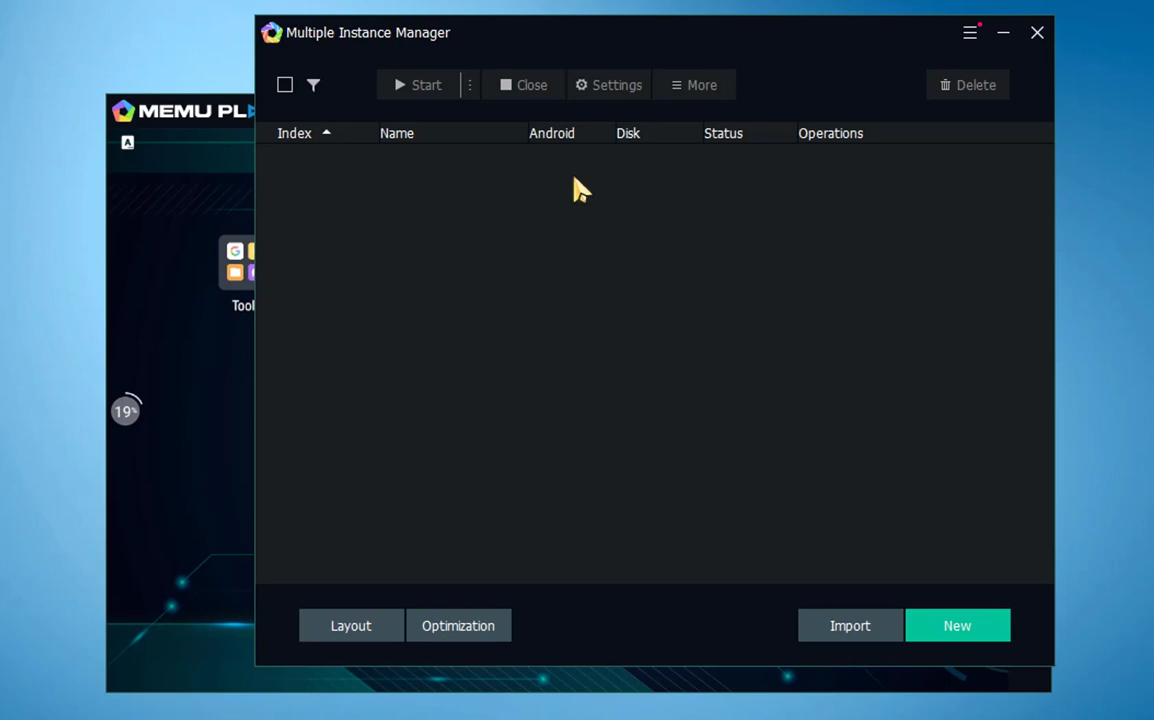 Multiple Instance Manager
Start
Close
Settings
More
Delete
MEMU PL
A
Index
Name
Android
Disk
Status
Operations
G
Tool
19%
Layout
Optimization
Import
New